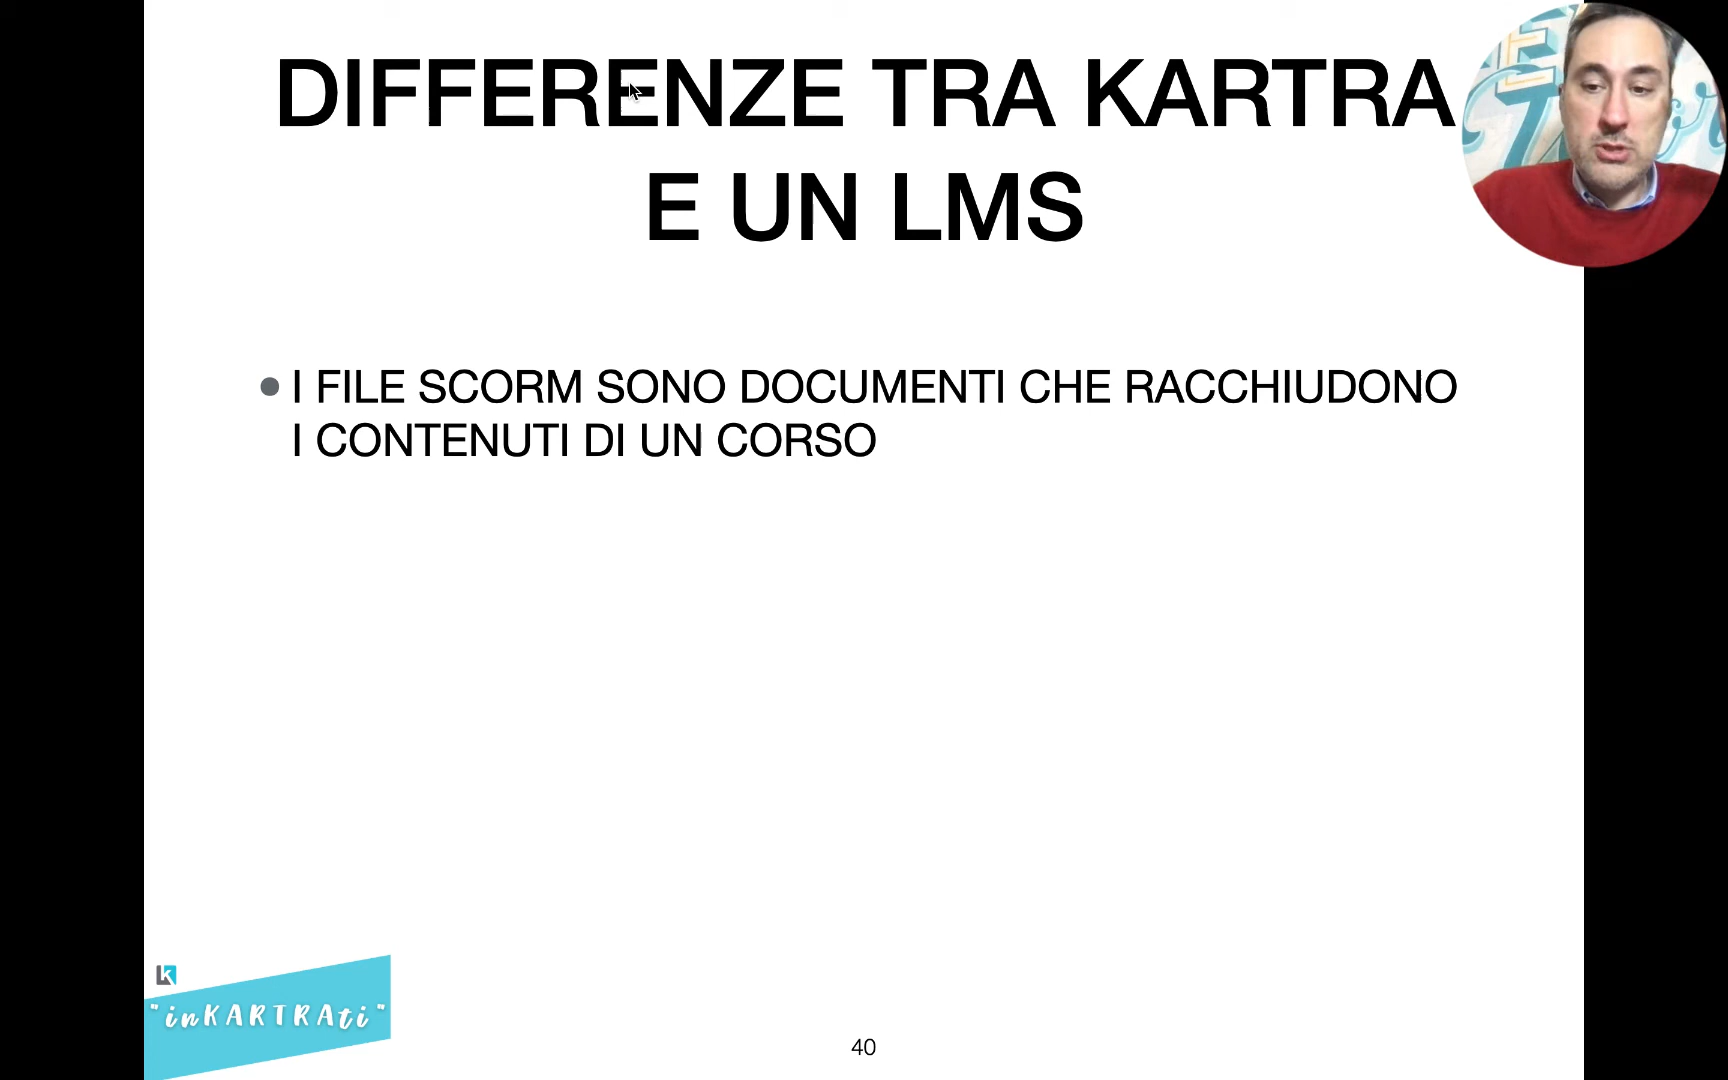 DIFFERENZE TRA KARTRA
E UN LMS
● I FILE SCORM SONO DOCUMENTI CHE RACCHIUDONO
I CONTENUTI DI UN CORSO
"inKARTRAti"
40